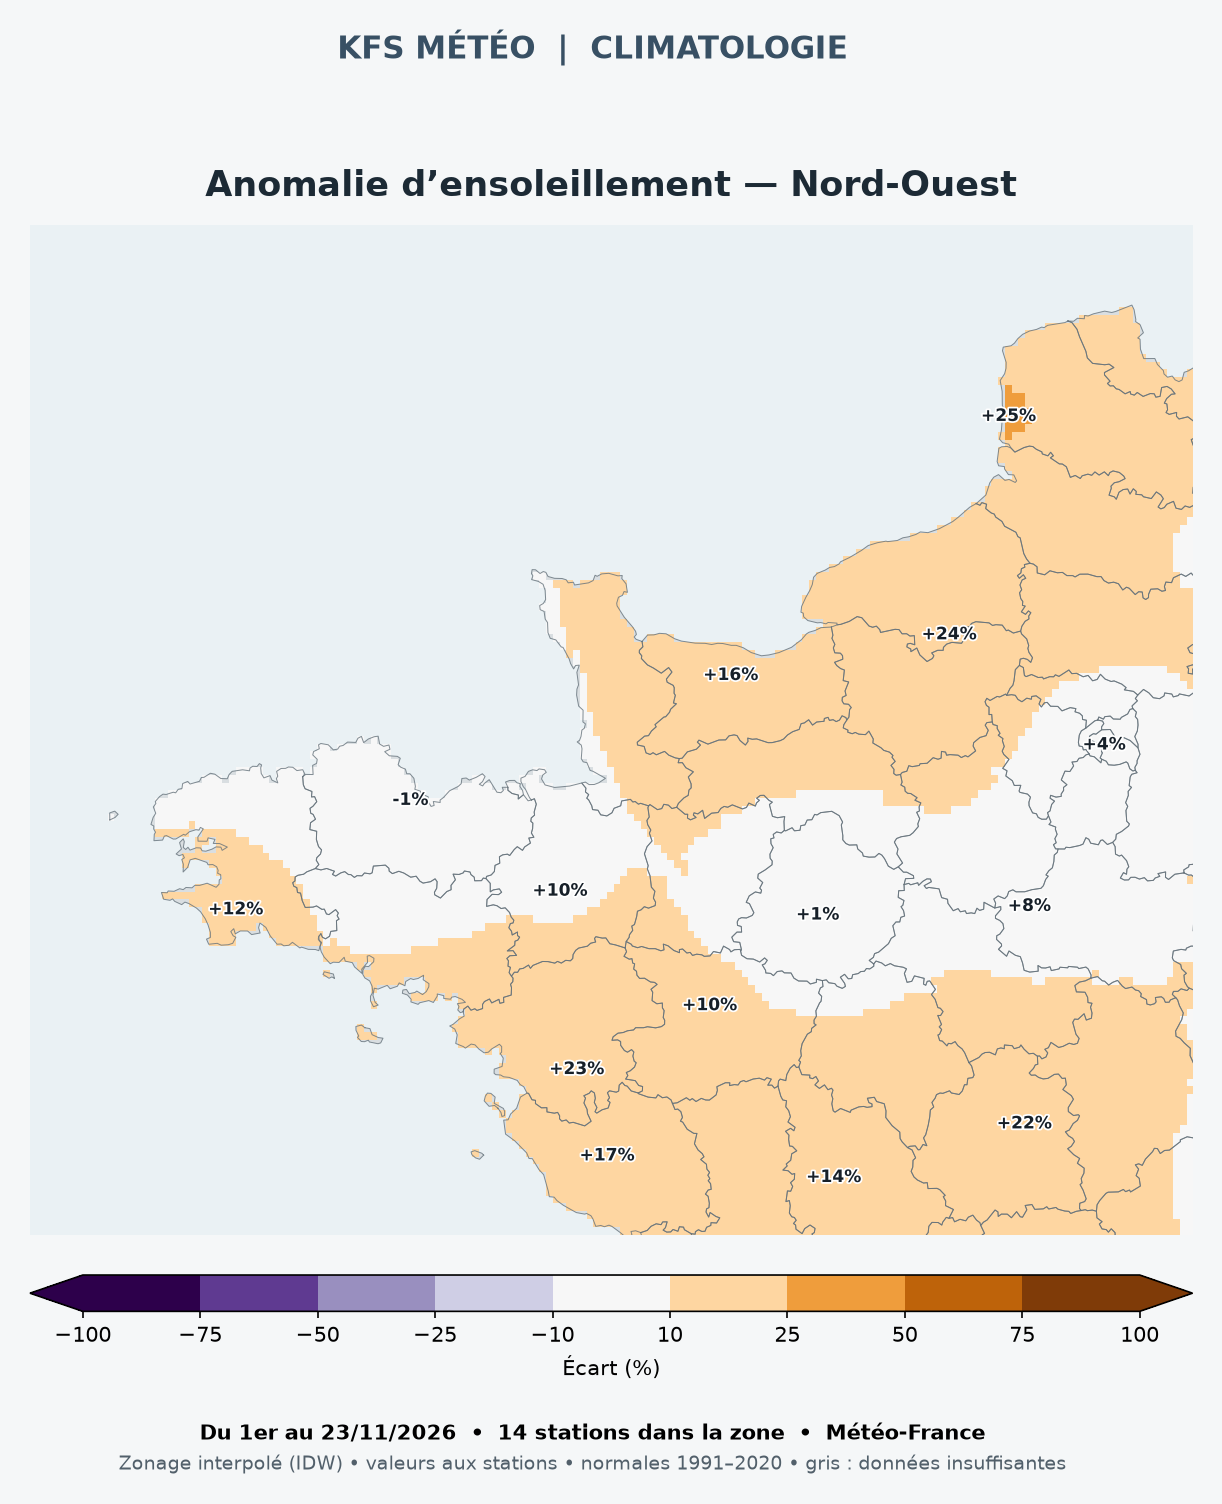 KFS MÉTÉO | CLIMATOLOGIE
Anomalie d’ensoleillement — Nord-Ouest
+25%
+24%
+16%
+4%
-1%
+10%
+12%
+1%
+8%
+10%
+23%
+22%
+17%
+14%
−100 −75 −50 −25 −10 10 25 50 75 100
Écart (%)
Du 1er au 23/11/2026 • 14 stations dans la zone • Météo-France
Zonage interpolé (IDW) • valeurs aux stations • normales 1991–2020 • gris : données insuffisantes